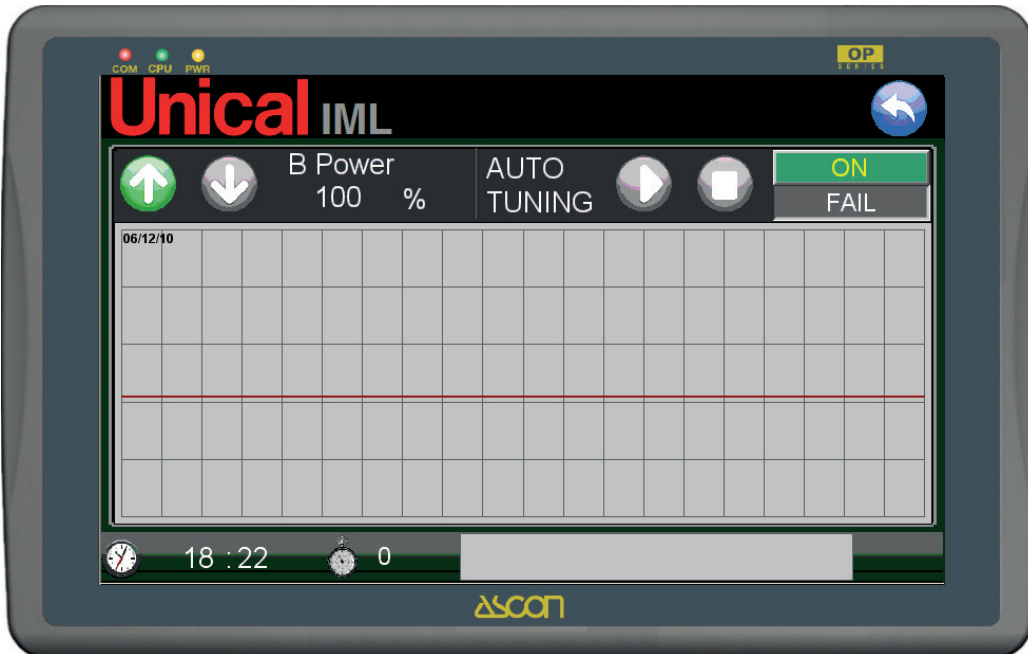 COM CPU PWR
OP
SERIES
Unical IML
B Power
100 %
AUTO
TUNING
ON
FAIL
06/12/10
18 : 22
0
ascon